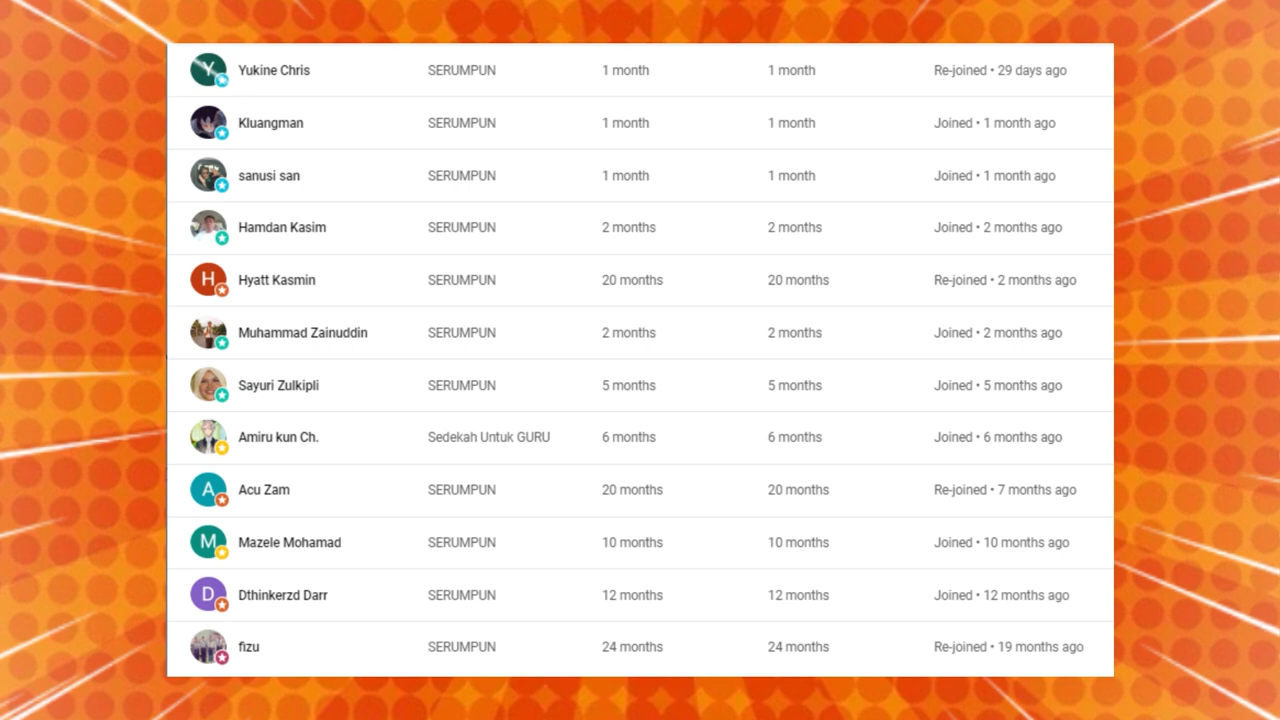 Y Yukine Chris SERUMPUN 1 month 1 month Re-joined • 29 days ago
Kluangman SERUMPUN 1 month 1 month Joined • 1 month ago
sanusi san SERUMPUN 1 month 1 month Joined • 1 month ago
Hamdan Kasim SERUMPUN 2 months 2 months Joined • 2 months ago
H Hyatt Kasmin SERUMPUN 20 months 20 months Re-joined • 2 months ago
Muhammad Zainuddin SERUMPUN 2 months 2 months Joined • 2 months ago
Sayuri Zulkipli SERUMPUN 5 months 5 months Joined • 5 months ago
Amiru kun Ch. Sedekah Untuk GURU 6 months 6 months Joined • 6 months ago
A Acu Zam SERUMPUN 20 months 20 months Re-joined • 7 months ago
M Mazele Mohamad SERUMPUN 10 months 10 months Joined • 10 months ago
D Dthinkerzd Darr SERUMPUN 12 months 12 months Joined • 12 months ago
fizu SERUMPUN 24 months 24 months Re-joined • 19 months ago